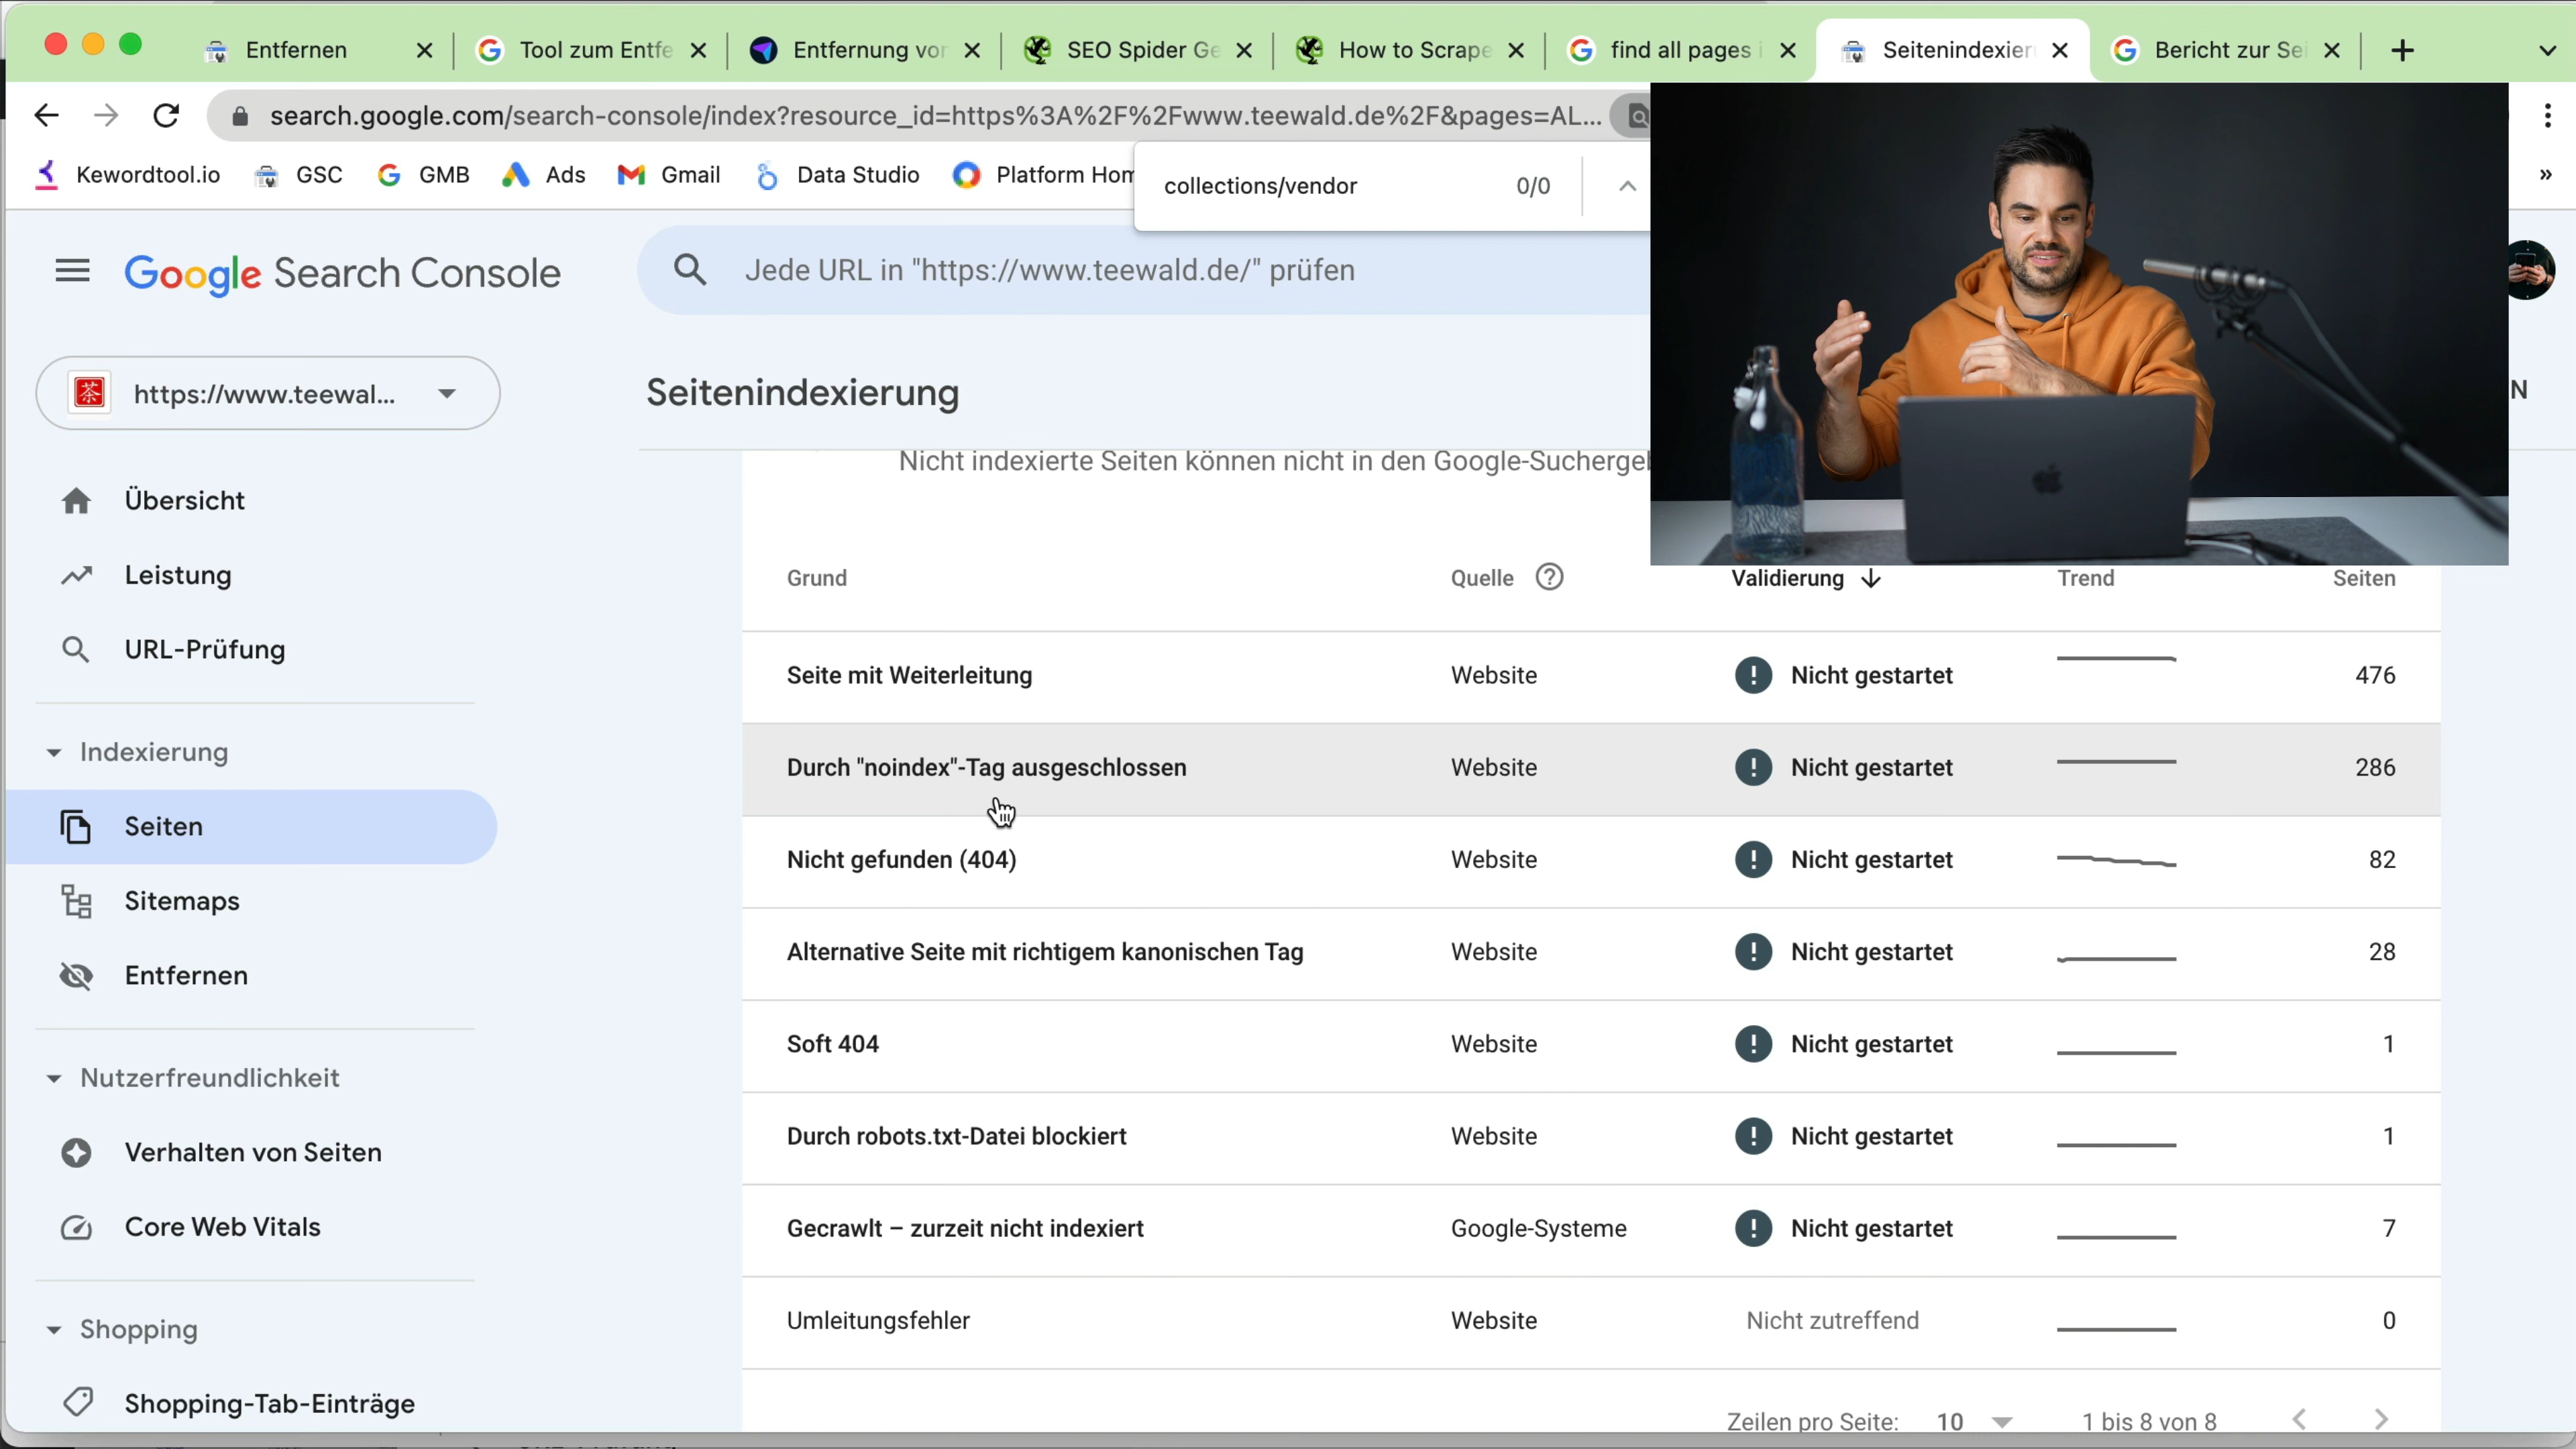 Entfernen
Tool zum Entfe
Entfernung vor
SEO Spider Ge
How to Scrape
find all pages i
Seitenindexier
Bericht zur Sei
search.google.com/search-console/index?resource_id=https%3A%2F%2Fwww.teewald.de%2F&pages=AL...
Kewordtool.io
GSC
GMB
Ads
Gmail
Data Studio
Platform Hom
»
collections/vendor
0/0
Google Search Console
Jede URL in "https://www.teewald.de/" prüfen
茶
https://www.teewal...
Seitenindexierung
N
Übersicht
Leistung
URL-Prüfung
Indexierung
Seiten
Sitemaps
Entfernen
Nutzerfreundlichkeit
Verhalten von Seiten
Core Web Vitals
Shopping
Shopping-Tab-Einträge
Nicht indexierte Seiten können nicht in den Google-Suchergeb
Grund Quelle Validierung Trend Seiten
Seite mit Weiterleitung Website Nicht gestartet 476
Durch "noindex"-Tag ausgeschlossen Website Nicht gestartet 286
Nicht gefunden (404) Website Nicht gestartet 82
Alternative Seite mit richtigem kanonischen Tag Website Nicht gestartet 28
Soft 404 Website Nicht gestartet 1
Durch robots.txt-Datei blockiert Website Nicht gestartet 1
Gecrawlt – zurzeit nicht indexiert Google-Systeme Nicht gestartet 7
Umleitungsfehler Website Nicht zutreffend 0
Zeilen pro Seite: 10 1 bis 8 von 8